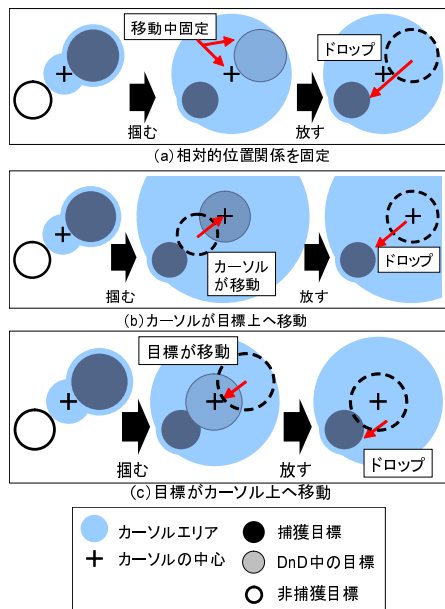 移動中固定
ドロップ
掴む
放す
(a)相対的位置関係を固定
カーソル
が移動
ドロップ
掴む
放す
(b)カーソルが目標上へ移動
目標が移動
ドロップ
掴む
放す
(c)目標がカーソル上へ移動
カーソルエリア
捕獲目標
カーソルの中心
DnD中の目標
非捕獲目標